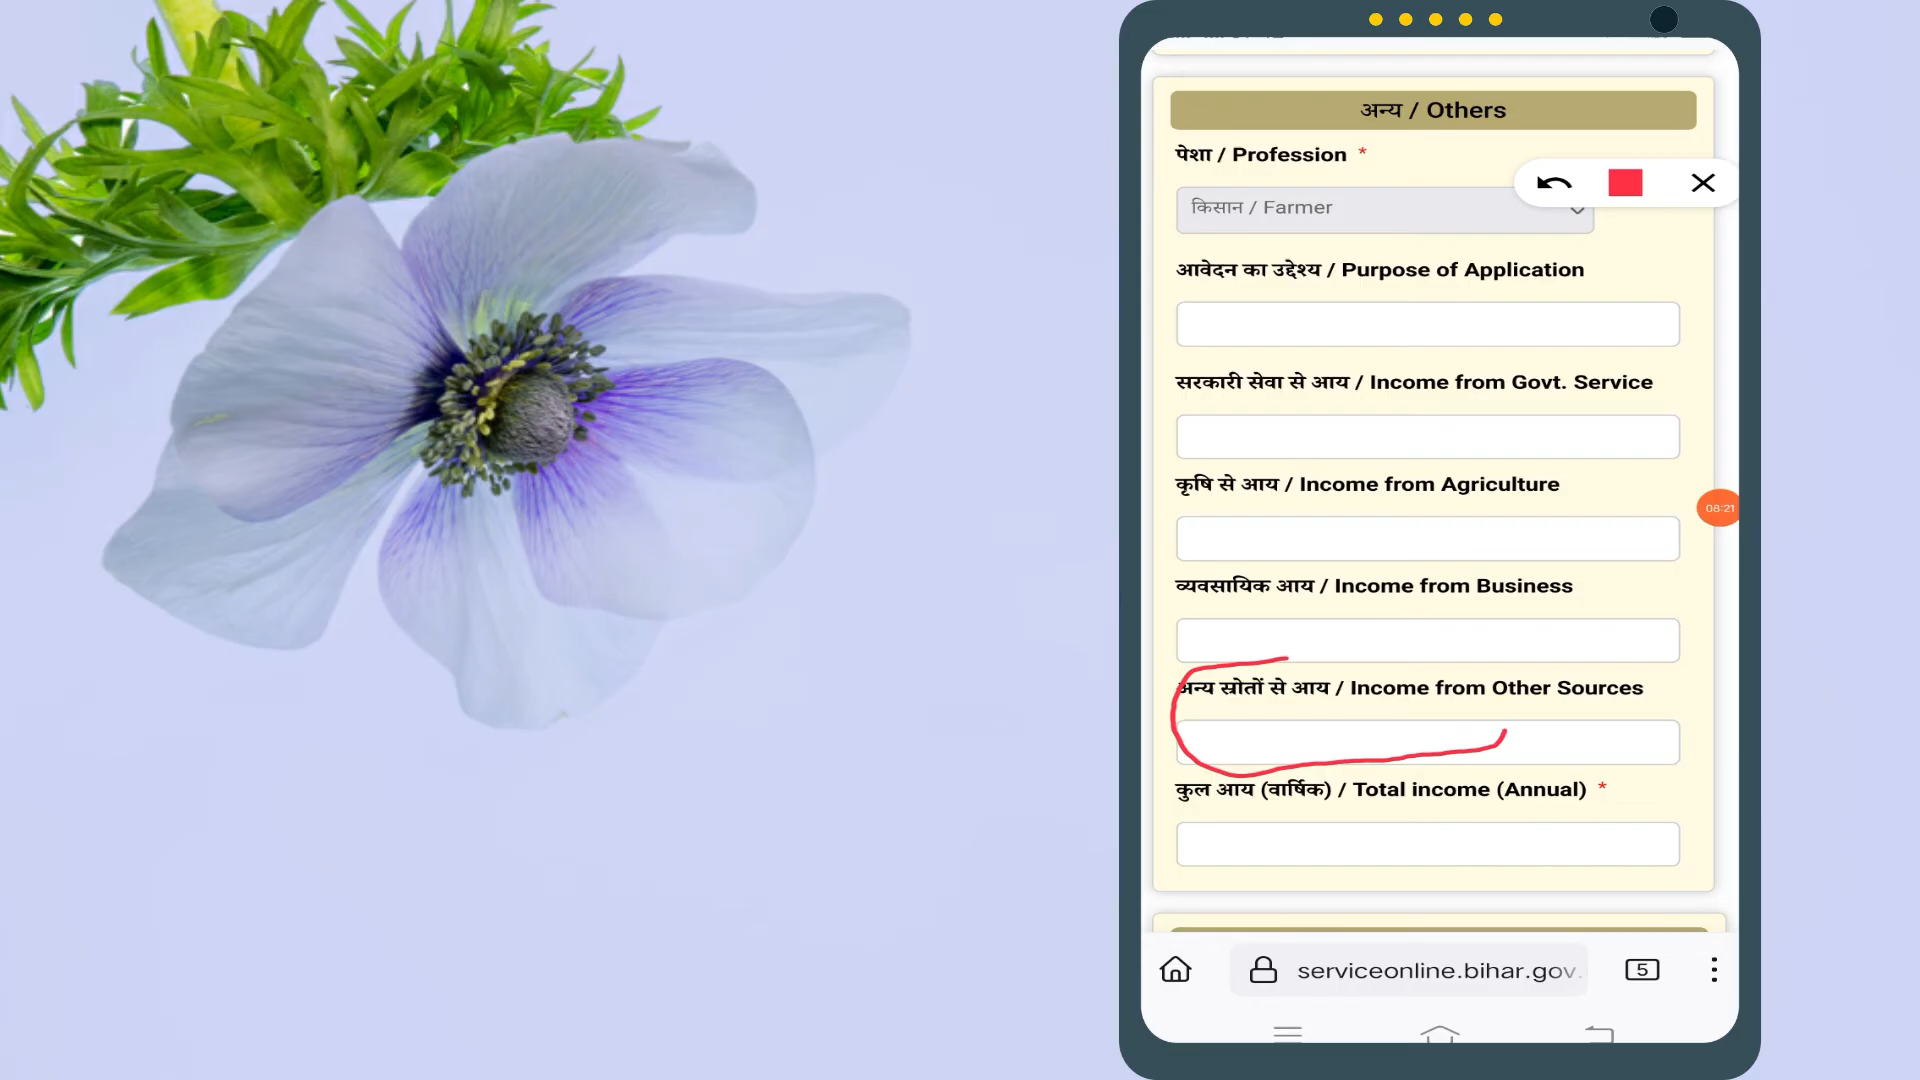 अन्य / Others
पेशा / Profession *
किसान / Farmer
आवेदन का उद्देश्य / Purpose of Application
सरकारी सेवा से आय / Income from Govt. Service
कृषि से आय / Income from Agriculture
08:21
व्यवसायिक आय / Income from Business
अन्य स्रोतों से आय / Income from Other Sources
कुल आय (वार्षिक) / Total income (Annual) *
serviceonline.bihar.gov.
5